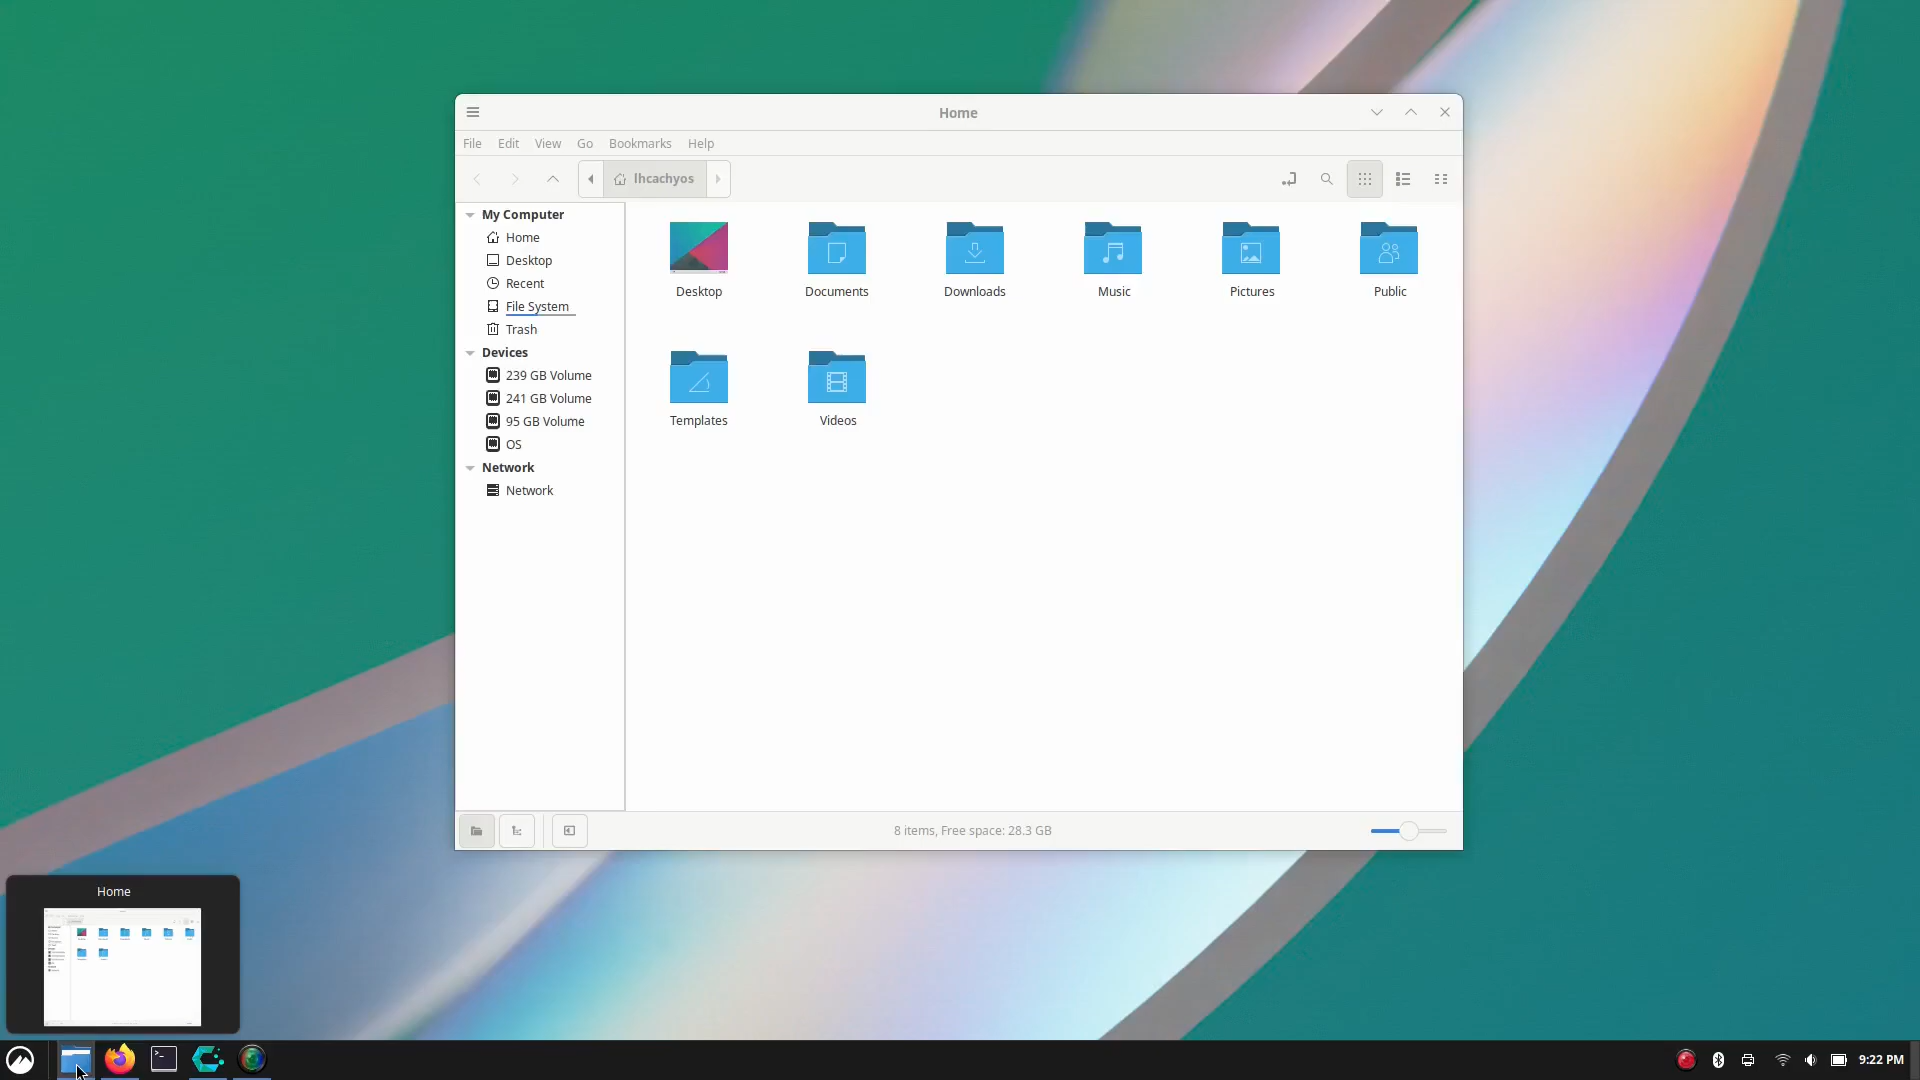 Home
File Edit View Go Bookmarks Help
lhcachyos
My Computer
Home
Desktop
Recent
File System
Trash
Devices
239 GB Volume
241 GB Volume
95 GB Volume
OS
Network
Network
Desktop Documents Downloads Music Pictures Public
Templates Videos
8 items, Free space: 28.3 GB
Home
9:22 PM